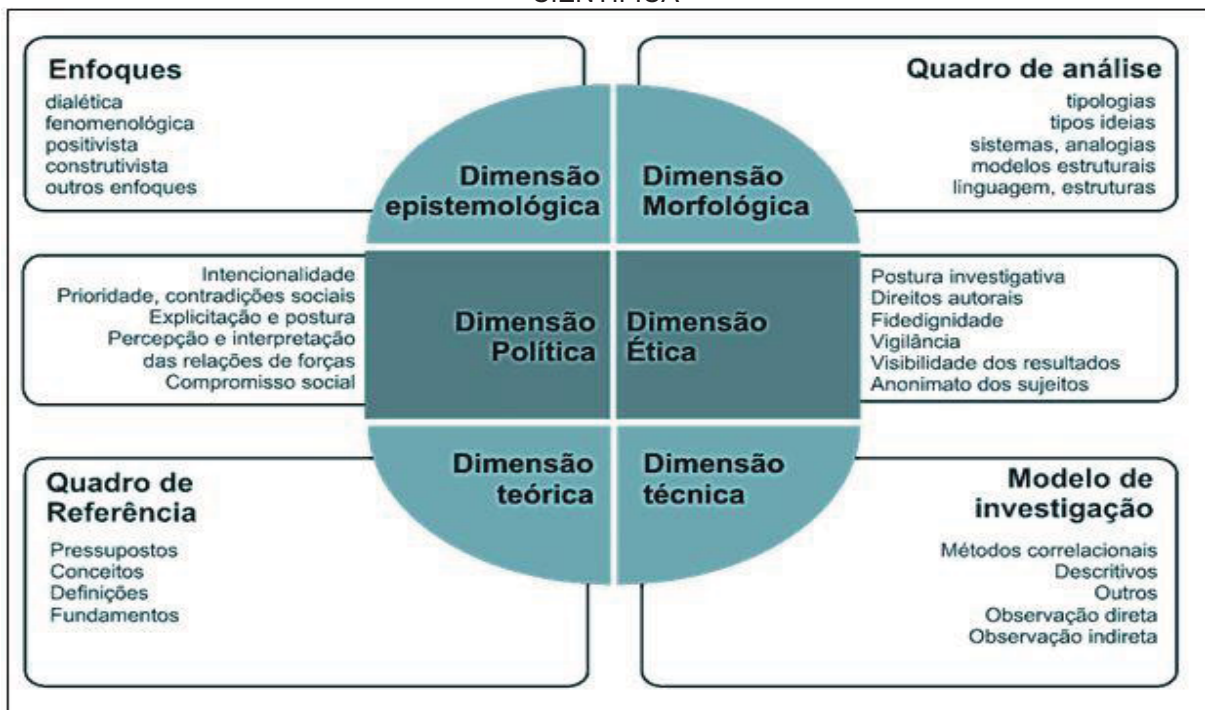 Enfoques
dialética
fenomenológica
positivista
construtivista
outros enfoques
Quadro de análise
tipologias
tipos ideias
sistemas, analogias
modelos estruturais
linguagem, estruturas
Dimensão
epistemológica
Dimensão
Morfológica
Intencionalidade
Prioridade, contradições sociais
Explicitação e postura
Percepção e interpretação
das relações de forças
Compromisso social
Dimensão
Política
Dimensão
Ética
Postura investigativa
Direitos autorais
Fidedignidade
Vigilância
Visibilidade dos resultados
Anonimato dos sujeitos
Quadro de
Referência
Pressupostos
Conceitos
Definições
Fundamentos
Dimensão
teórica
Dimensão
técnica
Modelo de
investigação
Métodos correlacionais
Descritivos
Outros
Observação direta
Observação indireta